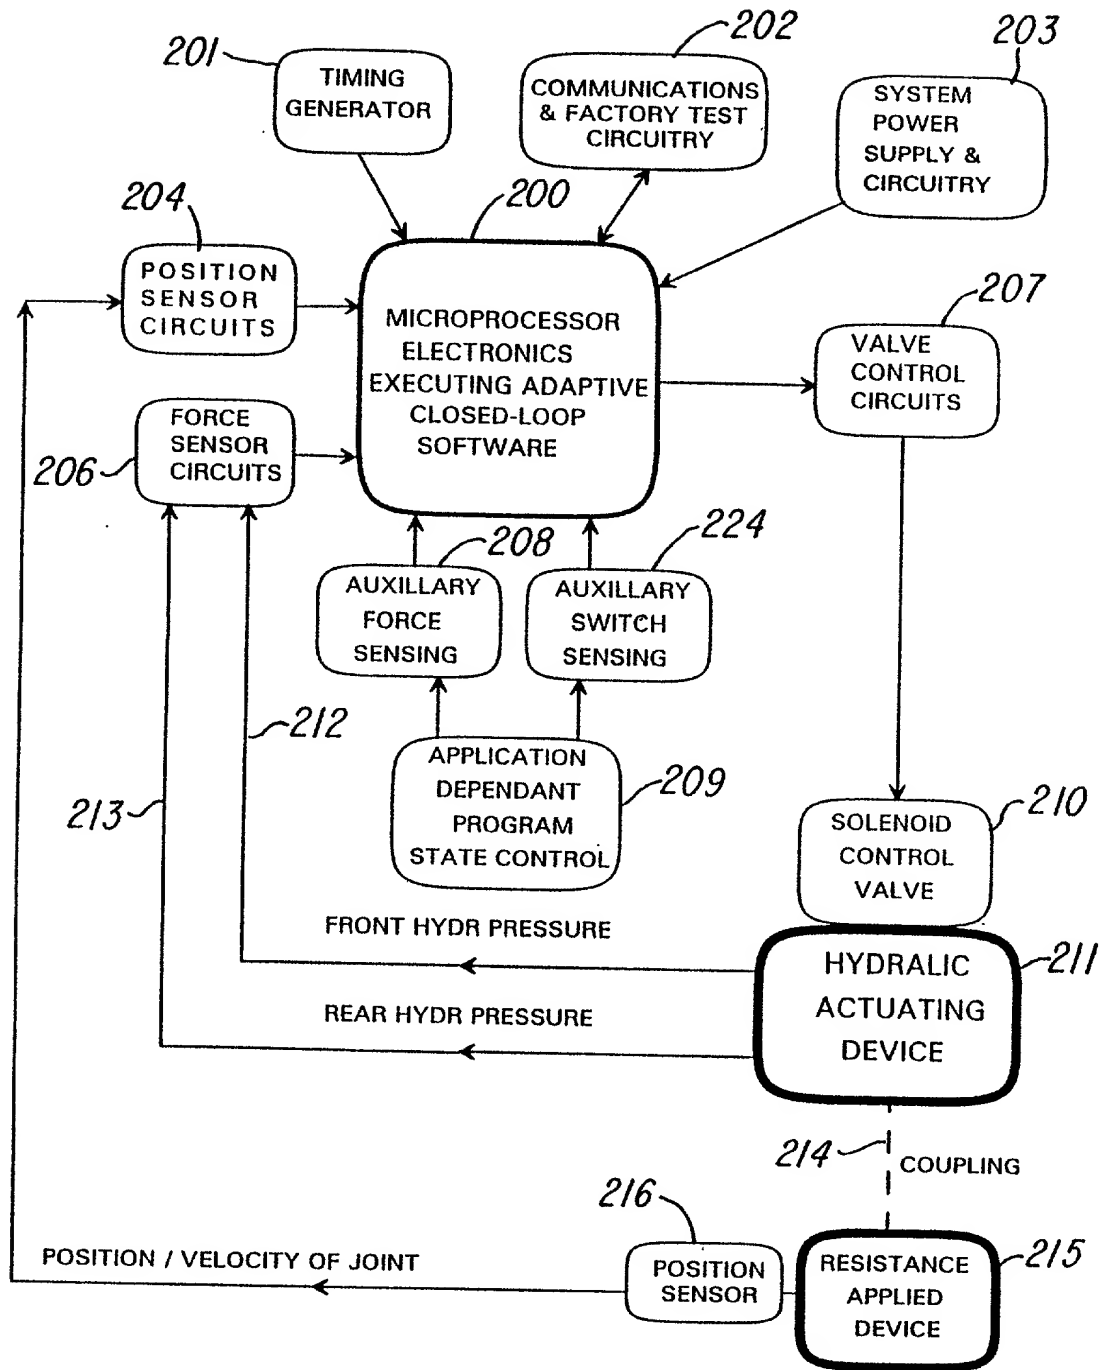 201
TIMING
GENERATOR
202
COMMUNICATIONS
& FACTORY TEST
CIRCUITRY
203
SYSTEM
POWER
SUPPLY &
CIRCUITRY
204
POSITION
SENSOR
CIRCUITS
200
MICROPROCESSOR
ELECTRONICS
EXECUTING ADAPTIVE
CLOSED-LOOP
SOFTWARE
207
VALVE
CONTROL
CIRCUITS
206
FORCE
SENSOR
CIRCUITS
208
AUXILLARY
FORCE
SENSING
224
AUXILLARY
SWITCH
SENSING
212
213
209
APPLICATION
DEPENDANT
PROGRAM
STATE CONTROL
210
SOLENOID
CONTROL
VALVE
FRONT HYDR PRESSURE
REAR HYDR PRESSURE
211
HYDRALIC
ACTUATING
DEVICE
214
COUPLING
216
POSITION
SENSOR
POSITION / VELOCITY OF JOINT
215
RESISTANCE
APPLIED
DEVICE